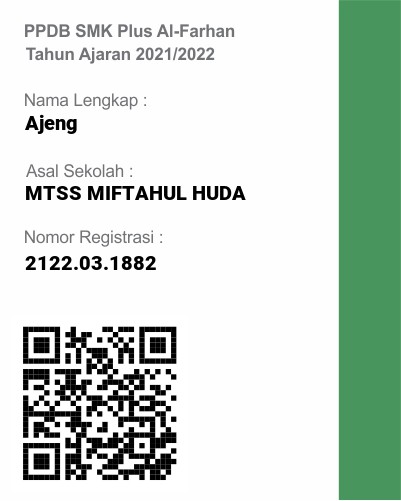 PPDB SMK Plus Al-Farhan
Tahun Ajaran 2021/2022
Nama Lengkap :
Ajeng
Asal Sekolah :
MTSS MIFTAHUL HUDA
Nomor Registrasi :
2122.03.1882